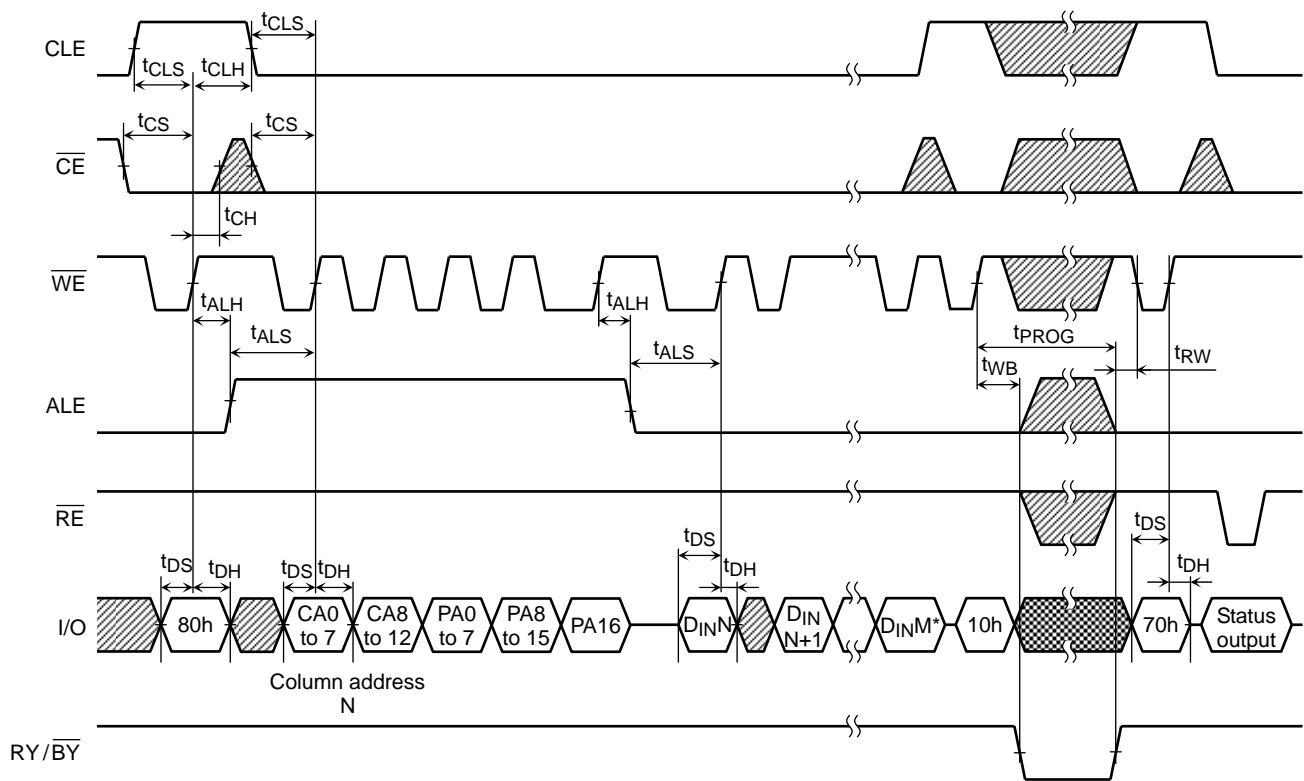 tCLS
CLE
tCLS tCLH
tCS tCS
CE
tCH
WE
tALH tALH
tALS tPROG
tALS tWB tRW
ALE
RE
tDS tDS
tDS tDH tDS tDH tDH tDH
I/O 80h CA0 to 7 CA8 to 12 PA0 to 7 PA8 to 15 PA16 DINN DIN N+1 DINM* 10h 70h Status output
Column address
N
RY/BY